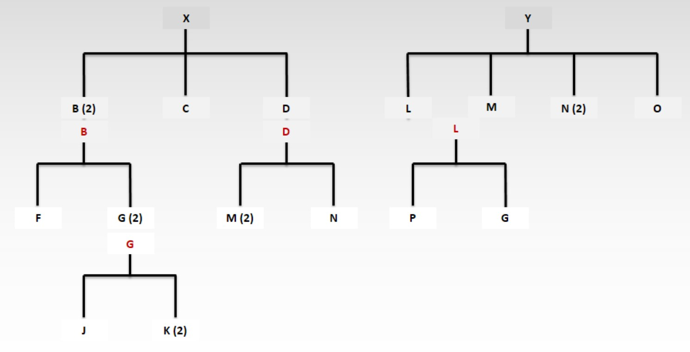 X Y
B (2) C D L M N (2) O
B D L
F G (2) M (2) N P G
G
J K (2)